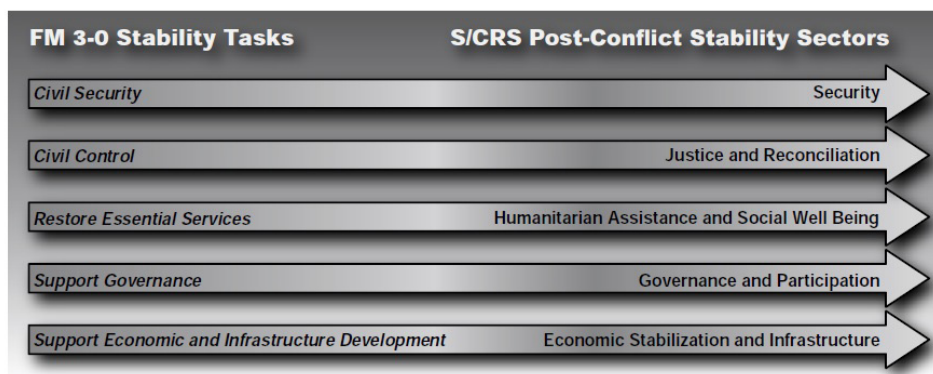 FM 3-0 Stability Tasks S/CRS Post-Conflict Stability Sectors
Civil Security Security
Civil Control Justice and Reconciliation
Restore Essential Services Humanitarian Assistance and Social Well Being
Support Governance Governance and Participation
Support Economic and Infrastructure Development Economic Stabilization and Infrastructure